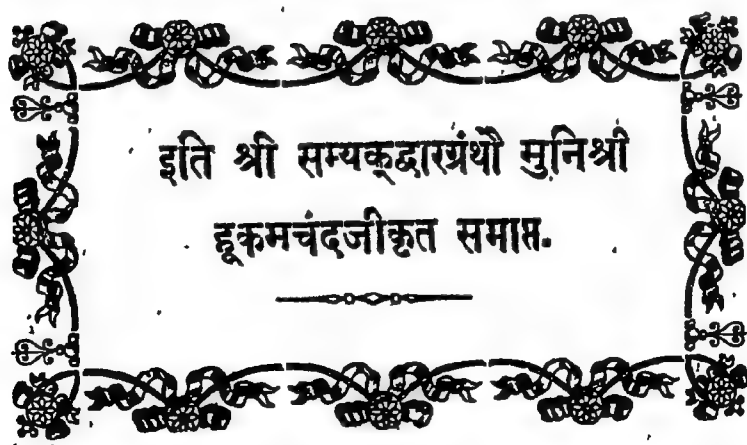 इति श्री सम्यक्द्वारग्रंथौ मुनिश्री
हूकमचंदजीकृत समाप्त.